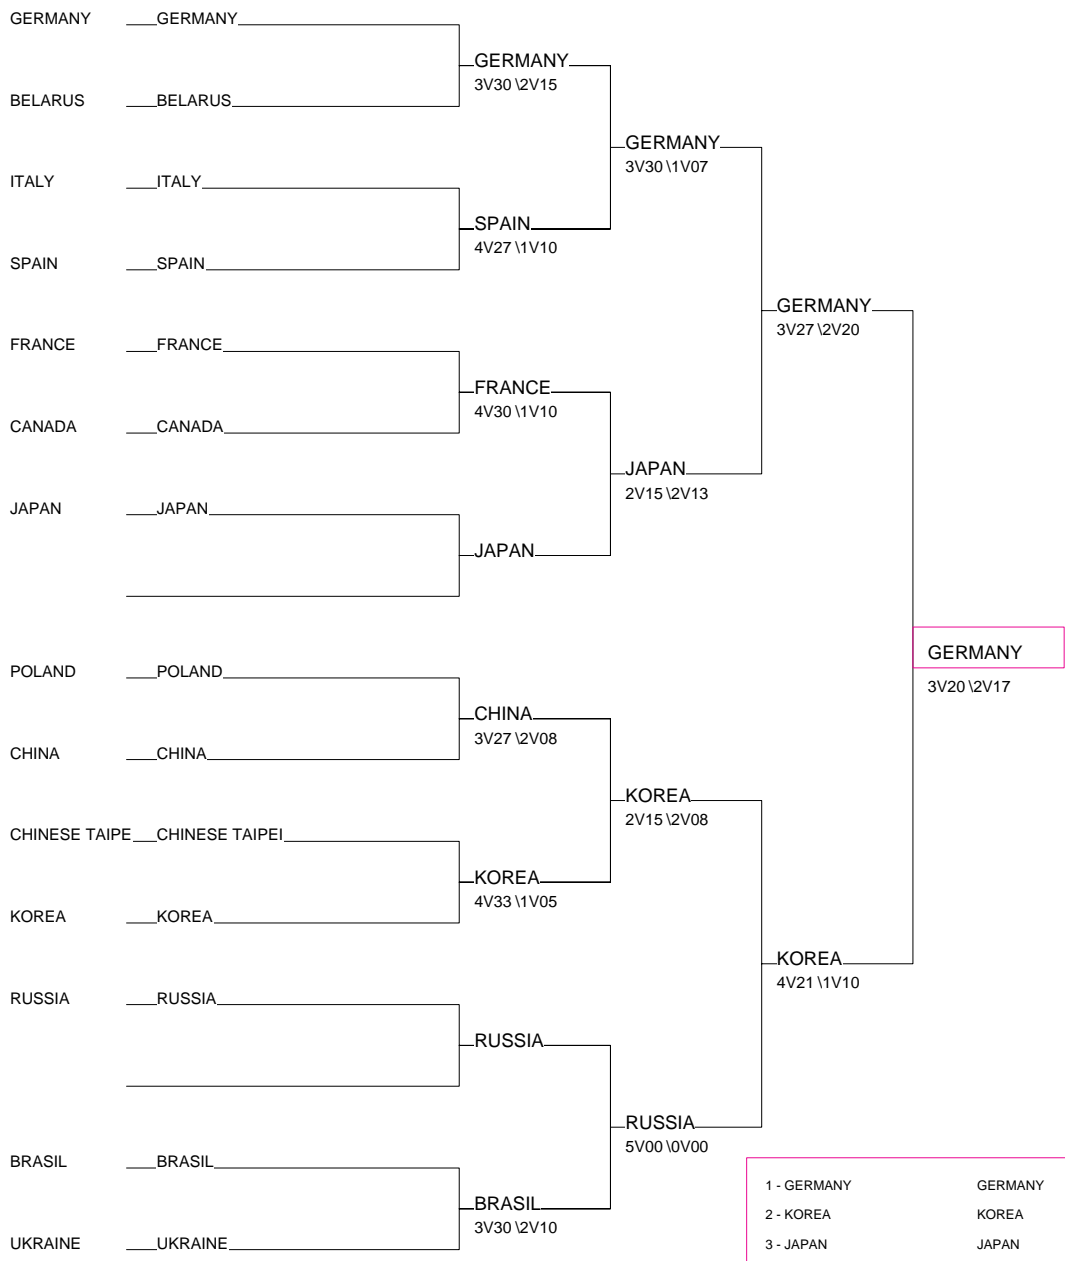 GERMANY GERMANY
GERMANY
3V30 \2V15
BELARUS BELARUS
GERMANY
3V30 \1V07
ITALY ITALY
SPAIN
4V27 \1V10
SPAIN SPAIN
GERMANY
3V27 \2V20
FRANCE FRANCE
FRANCE
4V30 \1V10
CANADA CANADA
JAPAN
2V15 \2V13
JAPAN JAPAN
JAPAN
GERMANY
3V20 \2V17
POLAND POLAND
CHINA
3V27 \2V08
CHINA CHINA
KOREA
2V15 \2V08
CHINESE TAIPE CHINESE TAIPEI
KOREA
4V33 \1V05
KOREA KOREA
KOREA
4V21 \1V10
RUSSIA RUSSIA
RUSSIA
RUSSIA
5V00 \0V00
BRASIL BRASIL
BRASIL
3V30 \2V10
UKRAINE UKRAINE
1 - GERMANY GERMANY
2 - KOREA KOREA
3 - JAPAN JAPAN